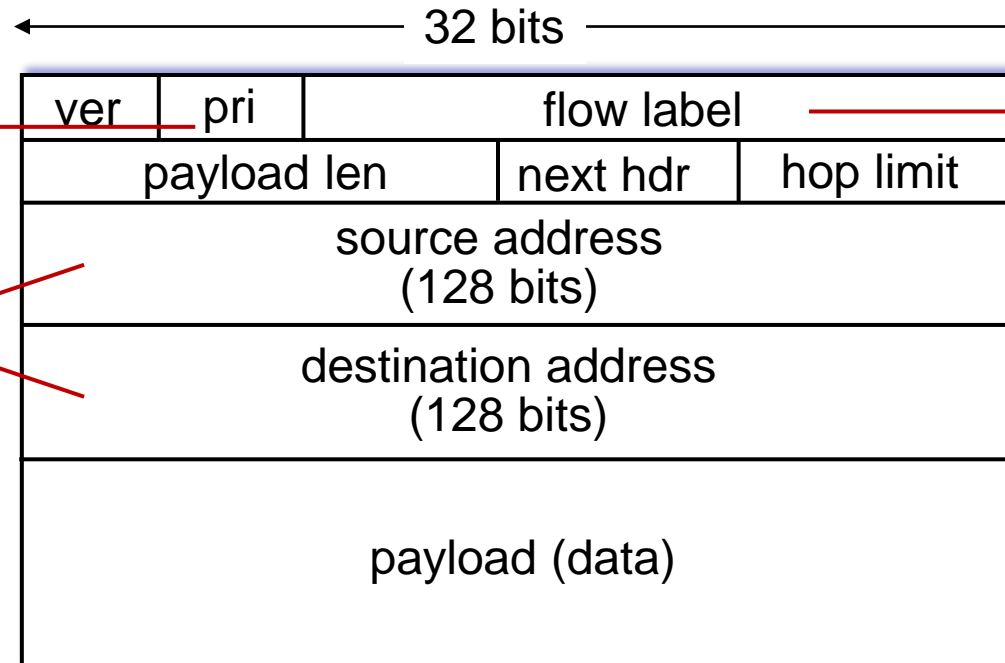 32 bits
ver pri flow label
payload len next hdr hop limit
source address
(128 bits)
destination address
(128 bits)
payload (data)